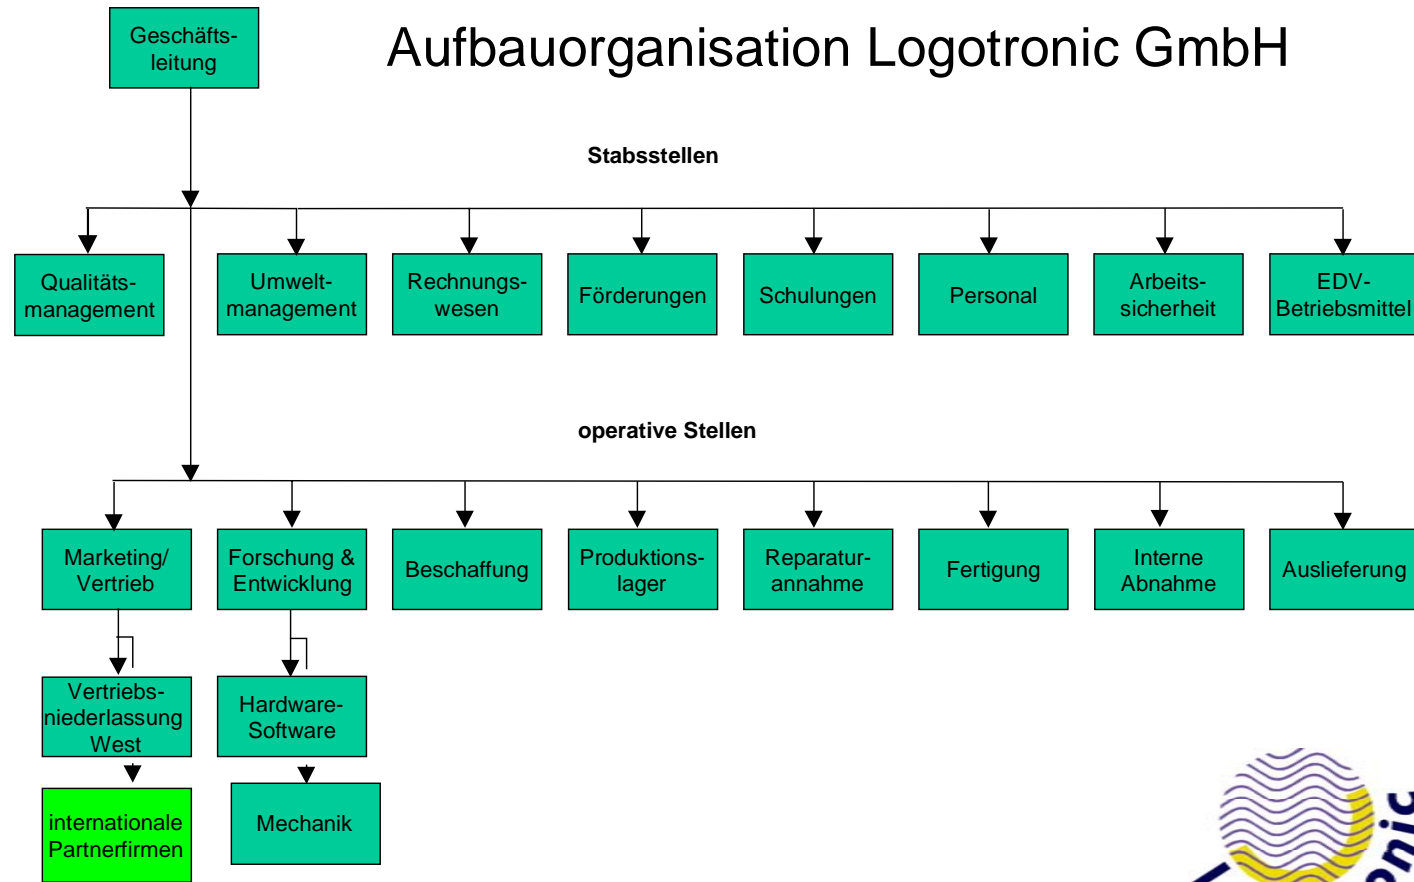 Geschäfts-
leitung
Aufbauorganisation Logotronic GmbH
Stabsstellen
Qualitäts-
management
Umwelt-
management
Rechnungs-
wesen
Förderungen
Schulungen
Personal
Arbeits-
sicherheit
EDV-
Betriebsmittel
operative Stellen
Marketing/
Vertrieb
Forschung &
Entwicklung
Beschaffung
Produktions-
lager
Reparatur-
annahme
Fertigung
Interne
Abnahme
Auslieferung
Vertriebs-
niederlassung
West
Hardware-
Software
internationale
Partnerfirmen
Mechanik